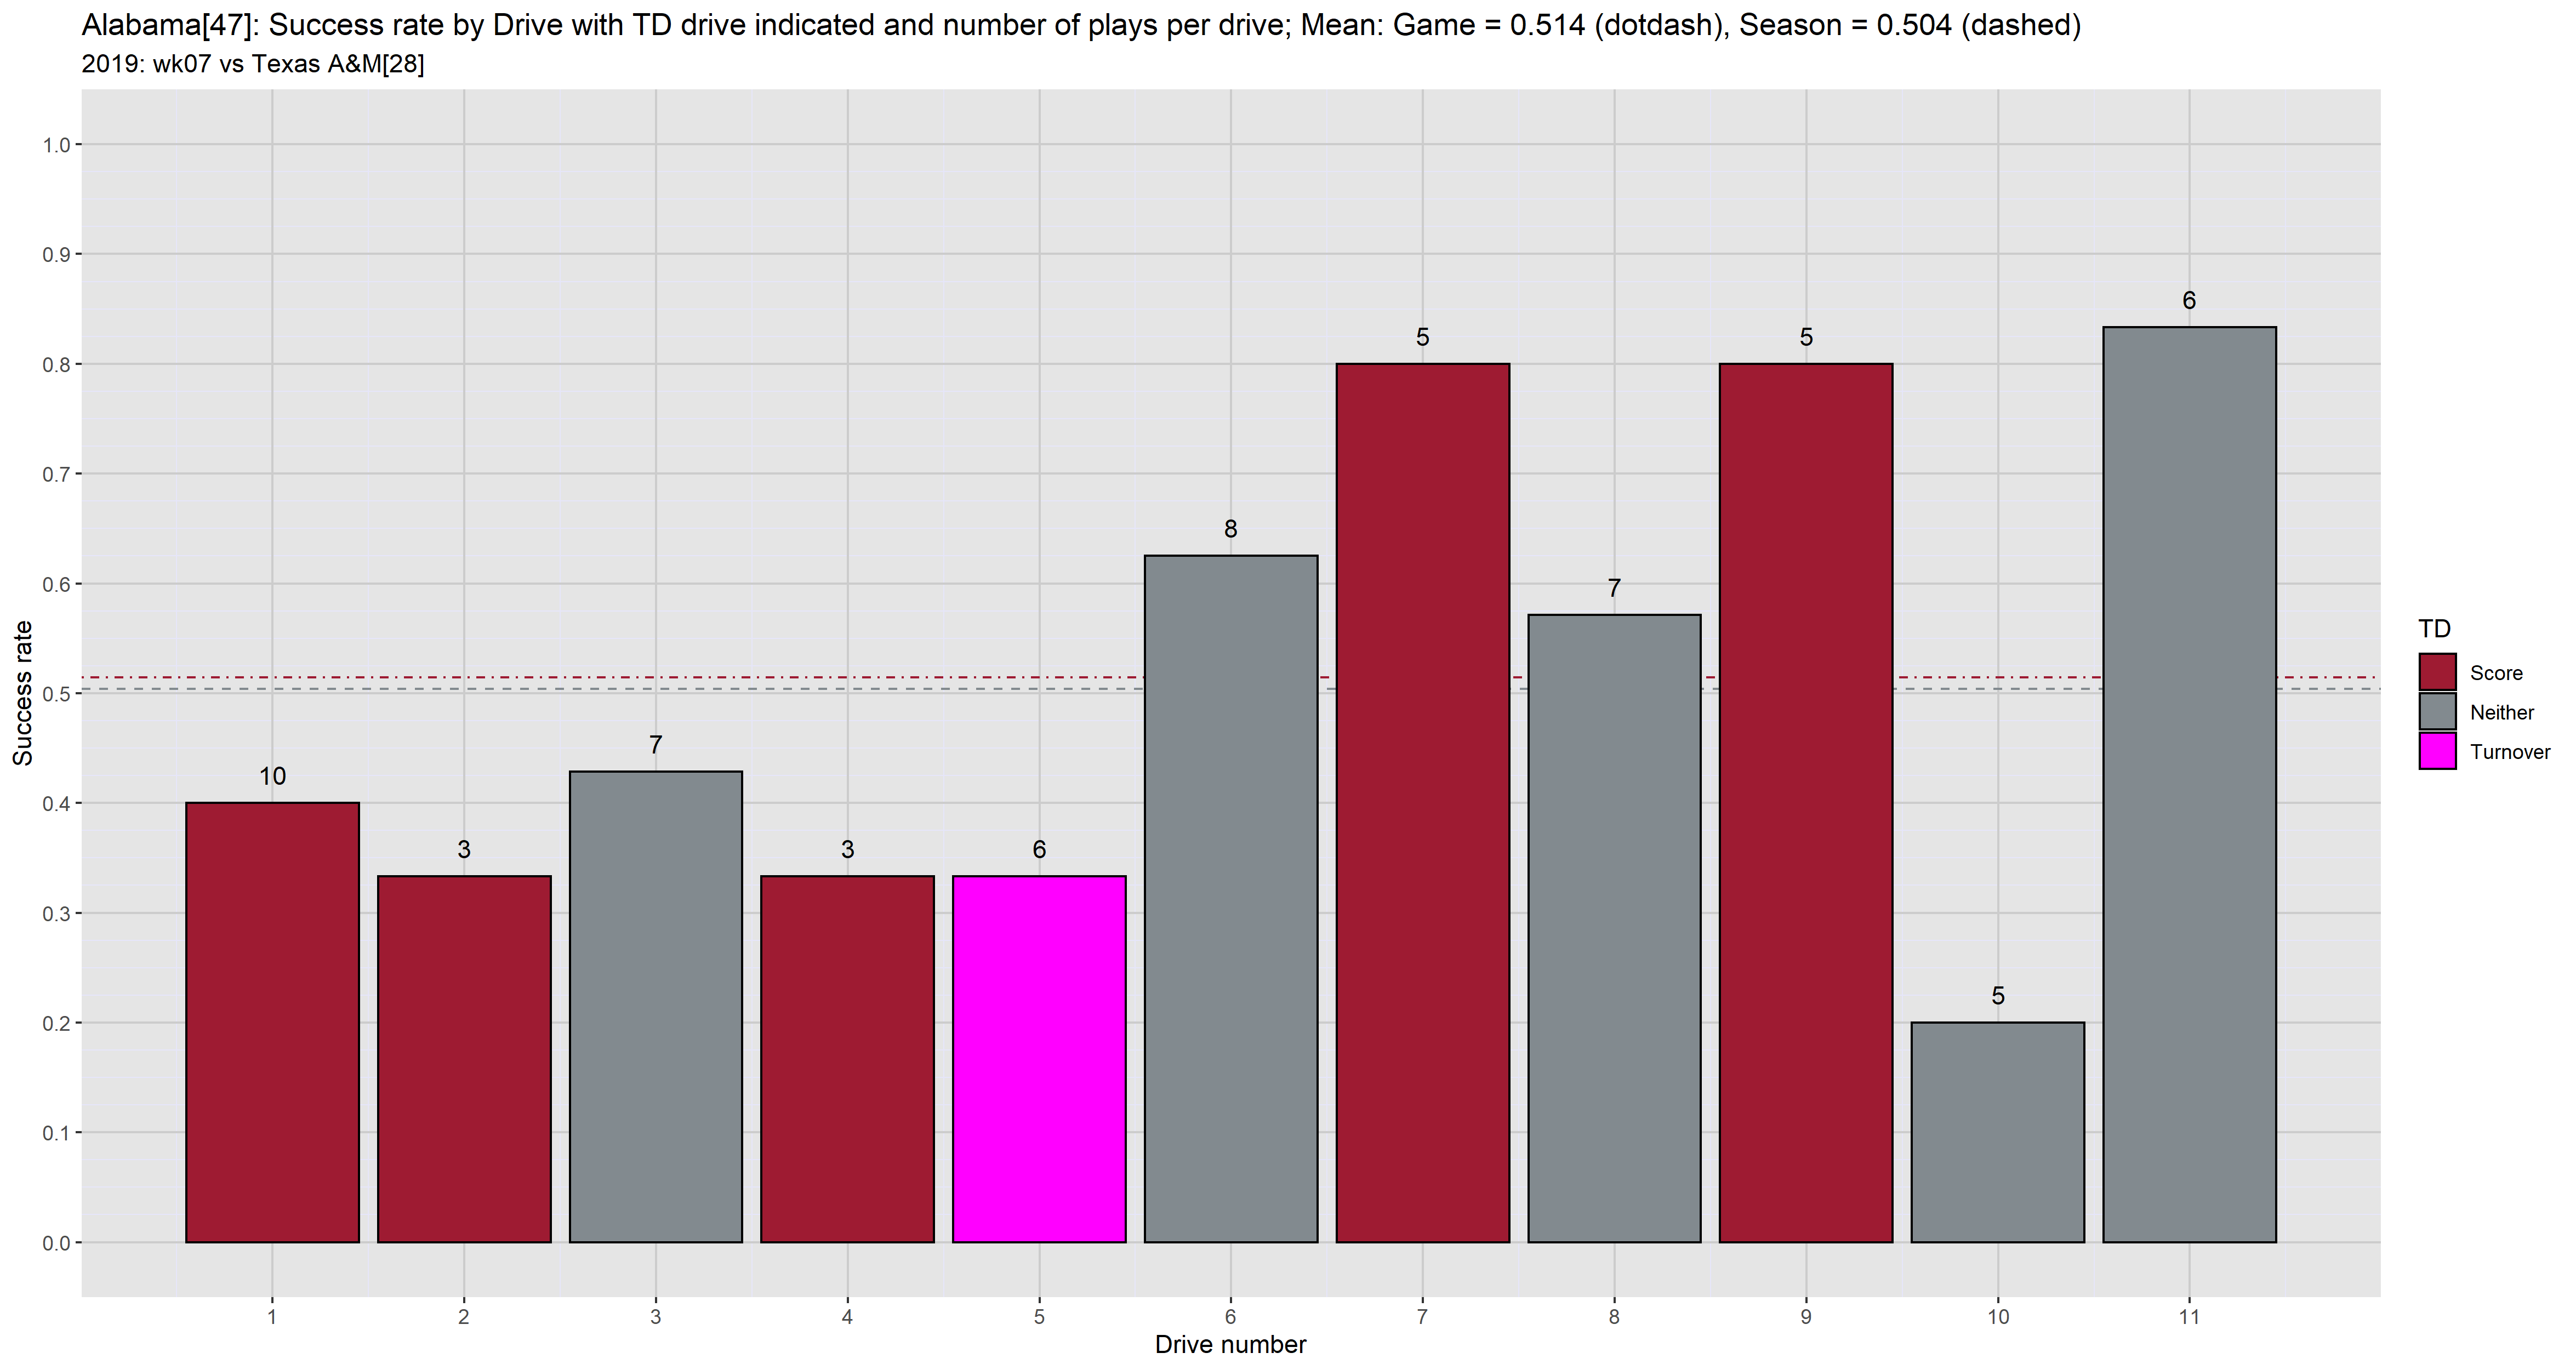 Alabama[47]: Success rate by Drive with TD drive indicated and number of plays per drive; Mean: Game = 0.514 (dotdash), Season = 0.504 (dashed)
2019: wk07 vs Texas A&M[28]
Success rate
1.0
0.9
0.8
0.7
0.6
0.5
0.4
0.3
0.2
0.1
0.0
10
3
7
3
6
8
5
7
5
5
6
1 2 3 4 5 6 7 8 9 10 11
Drive number
TD
Score
Neither
Turnover